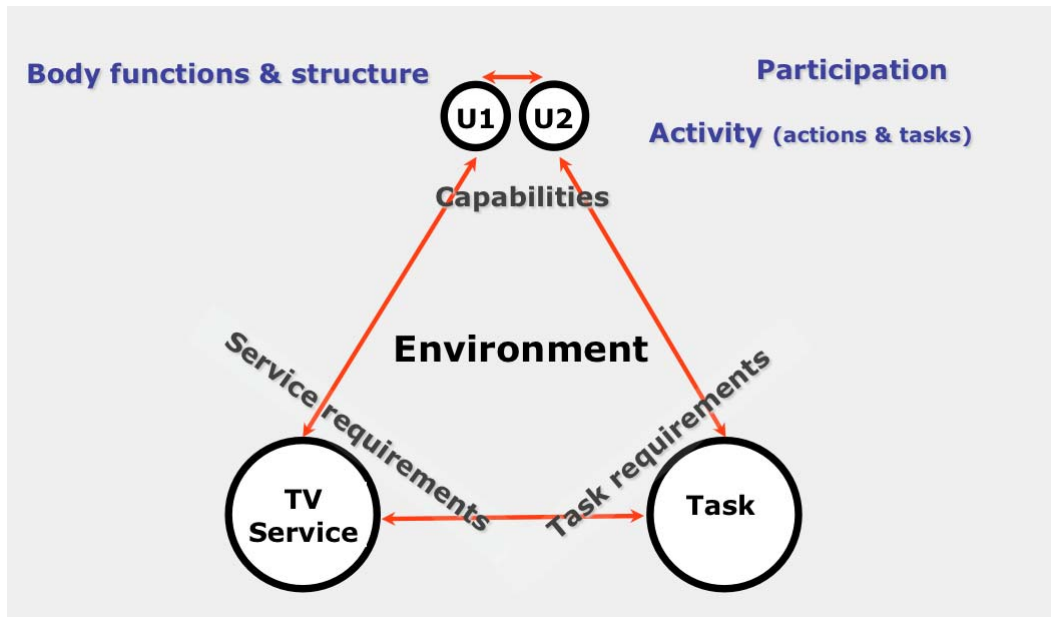 Body functions & structure
Participation
U1
U2
Activity (actions & tasks)
Capabilities
Environment
Service requirements
Task requirements
TV
Service
Task